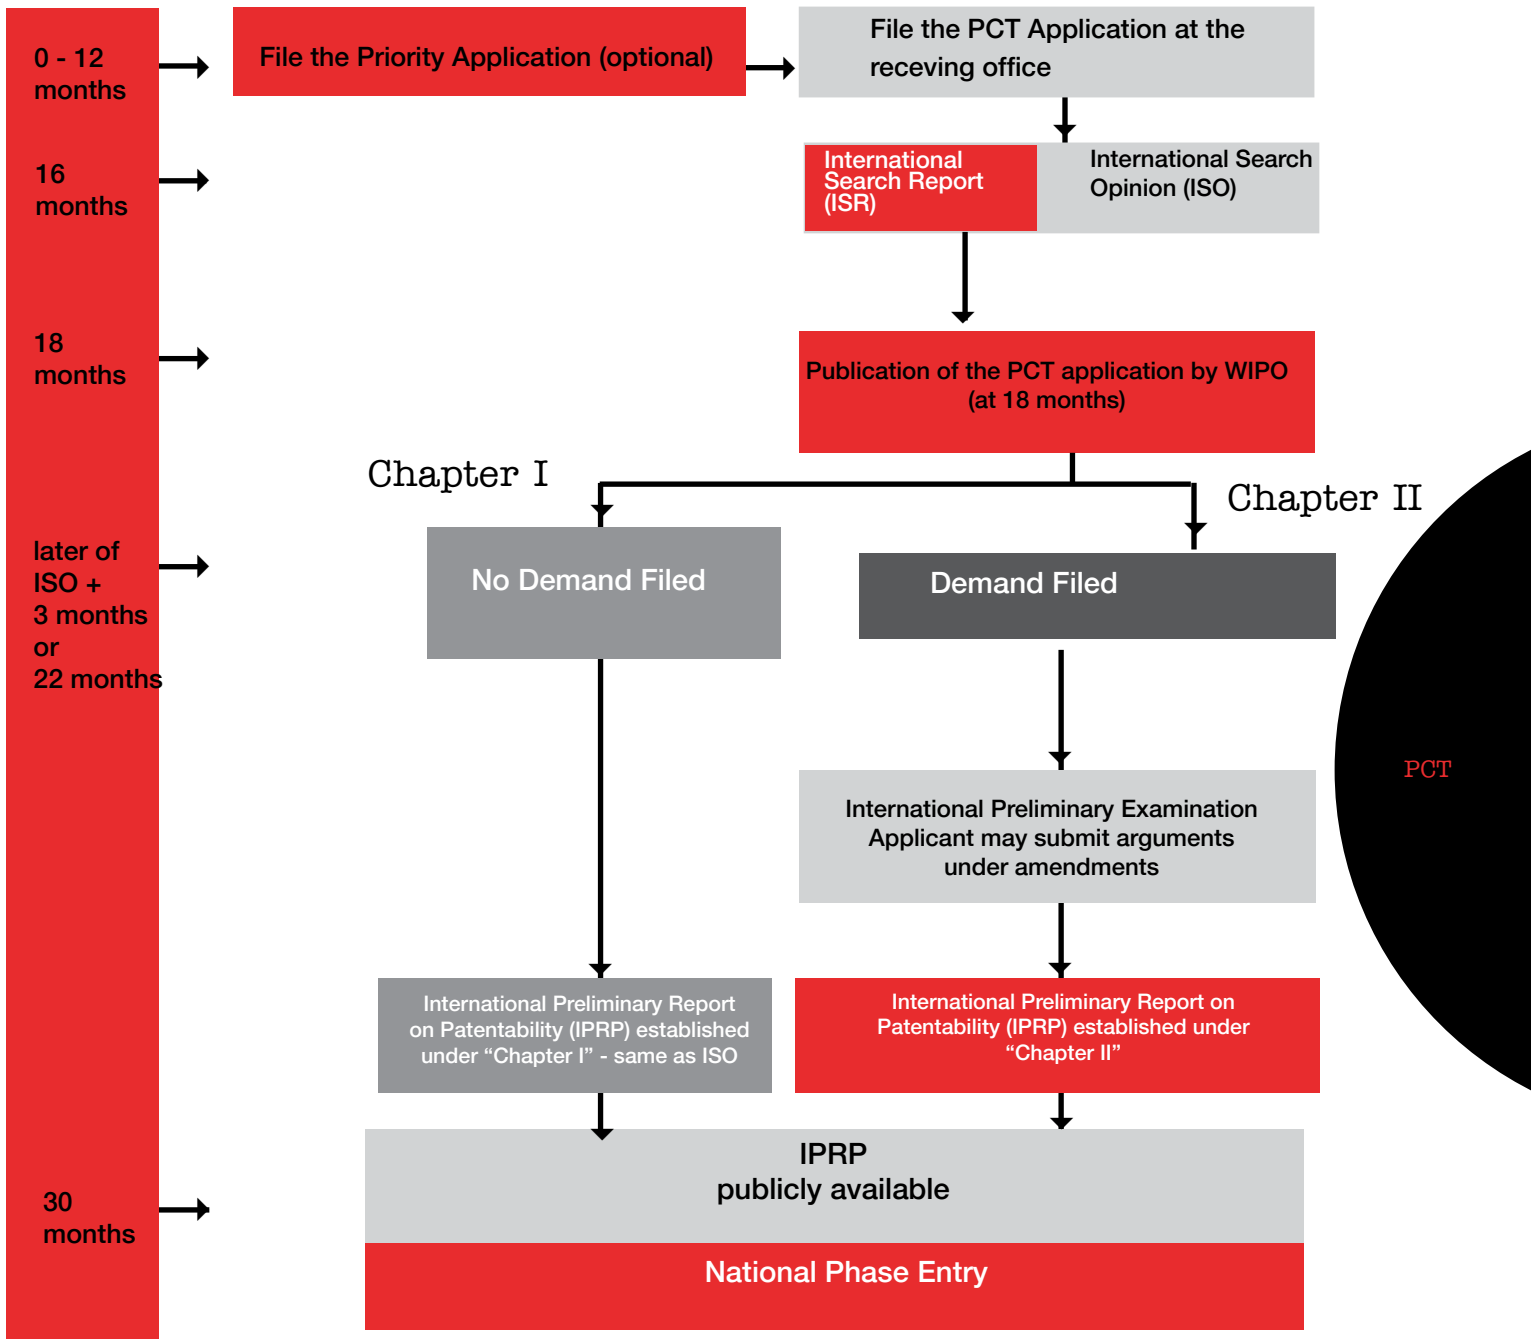 0 - 12
months
File the Priority Application (optional)
File the PCT Application at the
receving office
16
months
International
Search Report
(ISR)
International Search
Opinion (ISO)
18
months
Publication of the PCT application by WIPO
(at 18 months)
Chapter I
Chapter II
later of
ISO +
3 months
or
22 months
No Demand Filed
Demand Filed
PCT
International Preliminary Examination
Applicant may submit arguments
under amendments
International Preliminary Report
on Patentability (IPRP) established
under “Chapter I” - same as ISO
International Preliminary Report on
Patentability (IPRP) established under
“Chapter II”
30
months
IPRP
publicly available
National Phase Entry